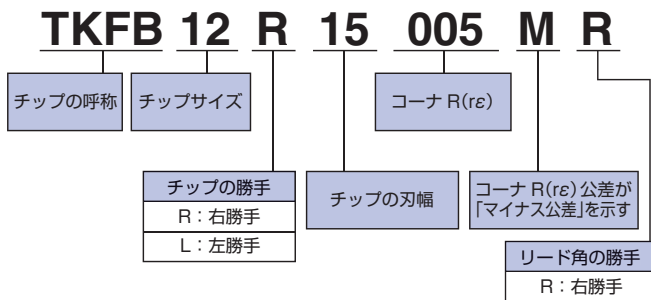 TKFB 12 R 15 005 M R
チップの呼称
チップサイズ
コーナ R(rε)
チップの勝手
R：右勝手
L：左勝手
チップの刃幅
コーナ R(rε)公差が
「マイナス公差」を示す
リード角の勝手
R：右勝手